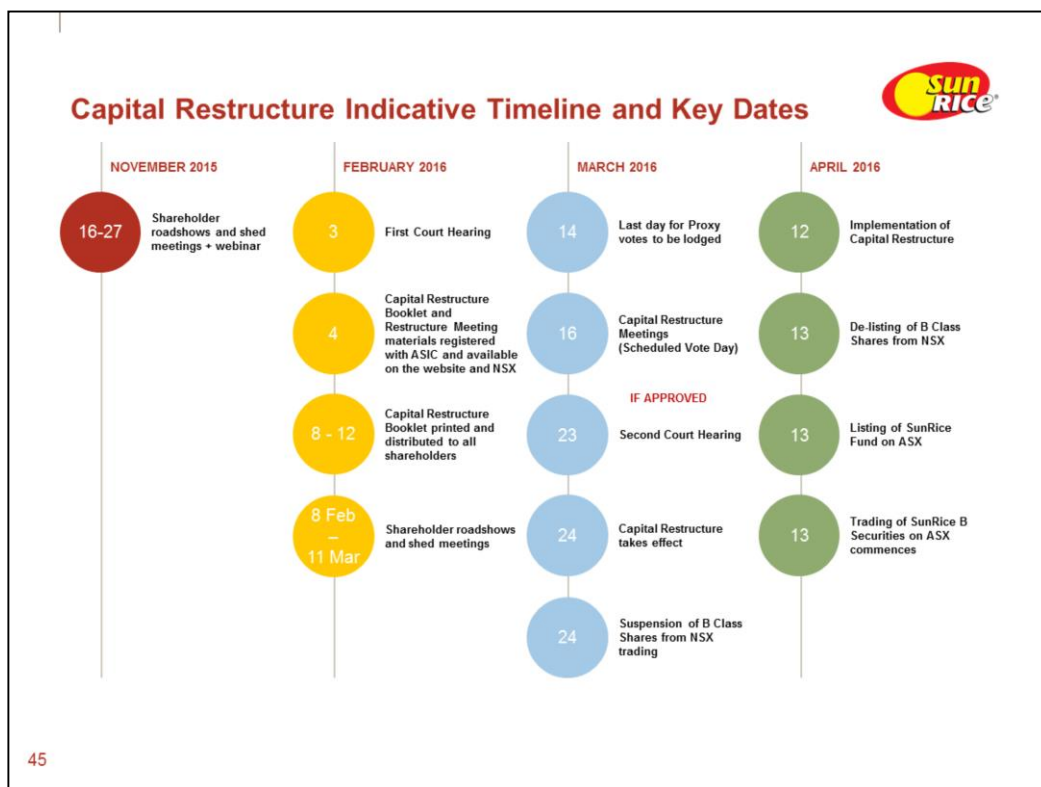 Sun
RICE®
Capital Restructure Indicative Timeline and Key Dates
NOVEMBER 2015
16-27
Shareholder
roadshows and shed
meetings + webinar
FEBRUARY 2016
3
First Court Hearing
4
Capital Restructure
Booklet and
Restructure Meeting
materials registered
with ASIC and available
on the website and NSX
8 - 12
Capital Restructure
Booklet printed and
distributed to all
shareholders
8 Feb
–
11 Mar
Shareholder roadshows
and shed meetings
MARCH 2016
14
Last day for Proxy
votes to be lodged
16
Capital Restructure
Meetings
(Scheduled Vote Day)
IF APPROVED
23
Second Court Hearing
24
Capital Restructure
takes effect
24
Suspension of B Class
Shares from NSX
trading
APRIL 2016
12
Implementation of
Capital Restructure
13
De-listing of B Class
Shares from NSX
13
Listing of SunRice
Fund on ASX
13
Trading of SunRice B
Securities on ASX
commences
45